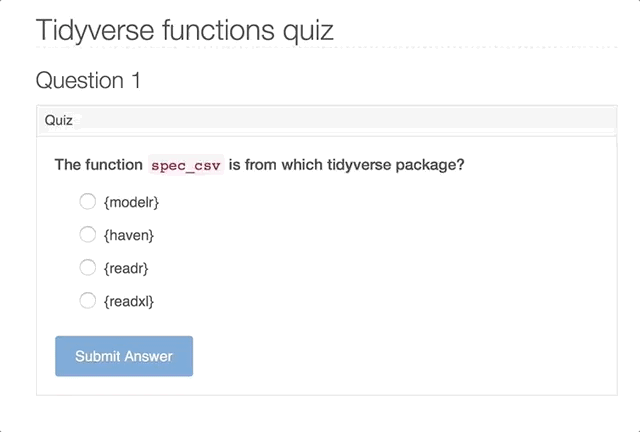 Tidyverse functions quiz
Question 1
Quiz
The function spec_csv is from which tidyverse package?
{modelr}
{haven}
{readr}
{readxl}
Submit Answer